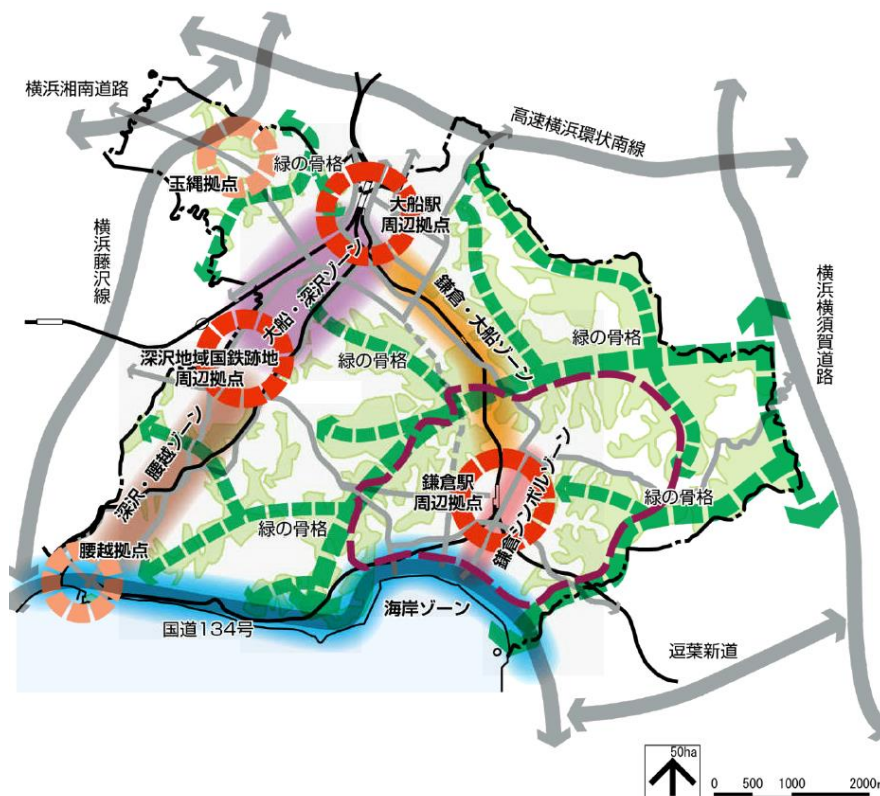 横浜湘南道路
高速横浜環状南線
緑の骨格
玉縄拠点
大船駅
周辺拠点
横浜藤沢線
大船・深沢ゾーン
鎌倉・大船ゾーン
横浜横須賀道路
深沢地域国鉄跡地
周辺拠点
緑の骨格
緑の骨格
深沢・腰越ゾーン
鎌倉駅
周辺拠点
鎌倉シンボルゾーン
緑の骨格
緑の骨格
腰越拠点
海岸ゾーン
国道134号
逗葉新道
50ha
0 500 1000 2000m